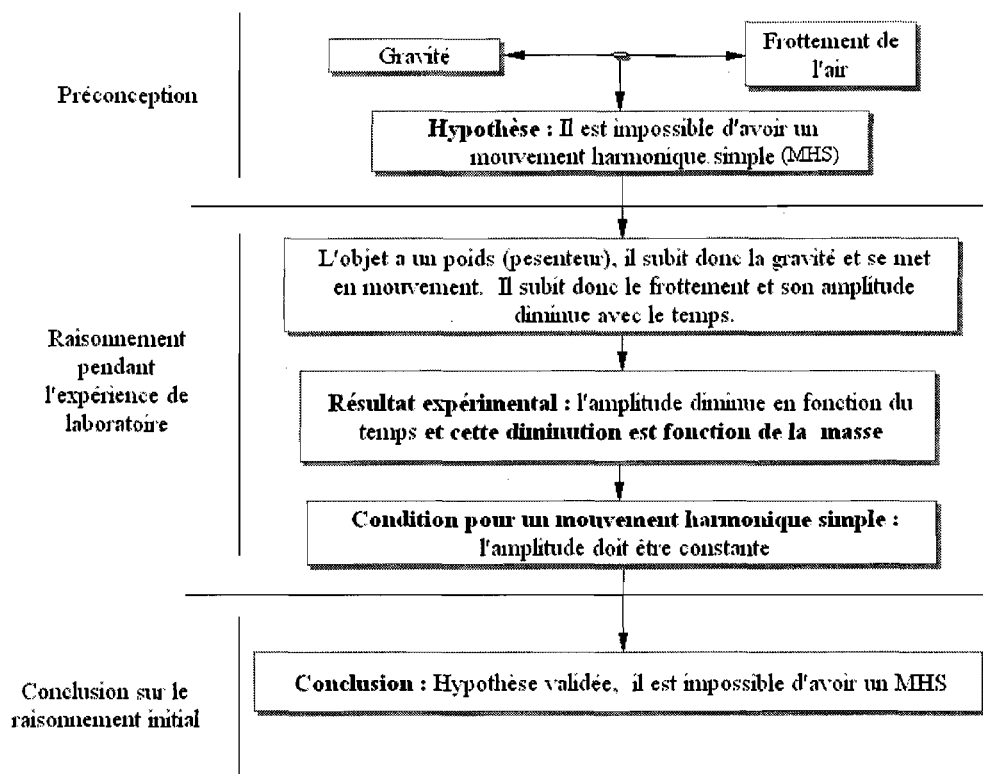 Gravité
Frottement de
l'air
Préconception
Hypothèse : Il est impossible d'avoir un
mouvement harmonique simple (MHS)
L'objet a un poids (pesenteur), il subit donc la gravité et se met
en mouvement. Il subit donc le frottement et son amplitude
diminue avec le temps.
Raisonnement
pendant
l'expérience de
laboratoire
Résultat expérimental : l'amplitude diminue en fonction du
temps et cette diminution est fonction de la masse
Condition pour un mouvement harmonique simple :
l'amplitude doit être constante
Conclusion sur le
raisonnement initial
Conclusion : Hypothèse validée, il est impossible d'avoir un MHS